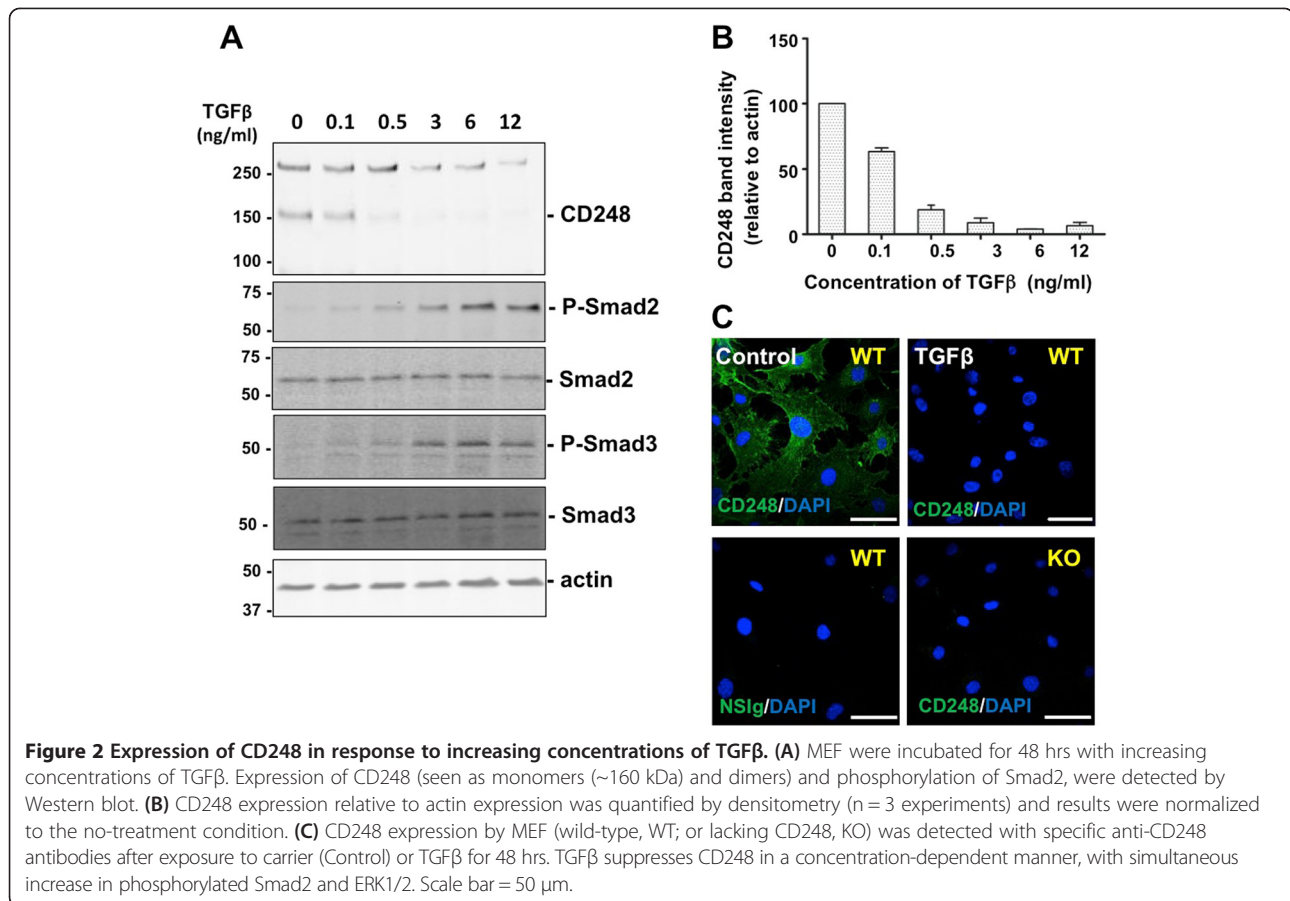 A
TGFβ
(ng/ml)
0 0.1 0.5 3 6 12
250 -
150 -
100 -
- CD248
75 -
50 -
- P-Smad2
75 -
50 -
- Smad2
50 -
- P-Smad3
50 -
- Smad3
50 -
37 -
- actin
B
CD248 band intensity
(relative to actin)
150
100
50
0
0 0.1 0.5 3 6 12
Concentration of TGFβ (ng/ml)
C
Control WT
CD248/DAPI
TGFβ WT
CD248/DAPI
WT
NSIg/DAPI
KO
CD248/DAPI
Figure 2 Expression of CD248 in response to increasing concentrations of TGFβ. (A) MEF were incubated for 48 hrs with increasing
concentrations of TGFβ. Expression of CD248 (seen as monomers (~160 kDa) and dimers) and phosphorylation of Smad2, were detected by
Western blot. (B) CD248 expression relative to actin expression was quantified by densitometry (n = 3 experiments) and results were normalized
to the no-treatment condition. (C) CD248 expression by MEF (wild-type, WT; or lacking CD248, KO) was detected with specific anti-CD248
antibodies after exposure to carrier (Control) or TGFβ for 48 hrs. TGFβ suppresses CD248 in a concentration-dependent manner, with simultaneous
increase in phosphorylated Smad2 and ERK1/2. Scale bar = 50 μm.